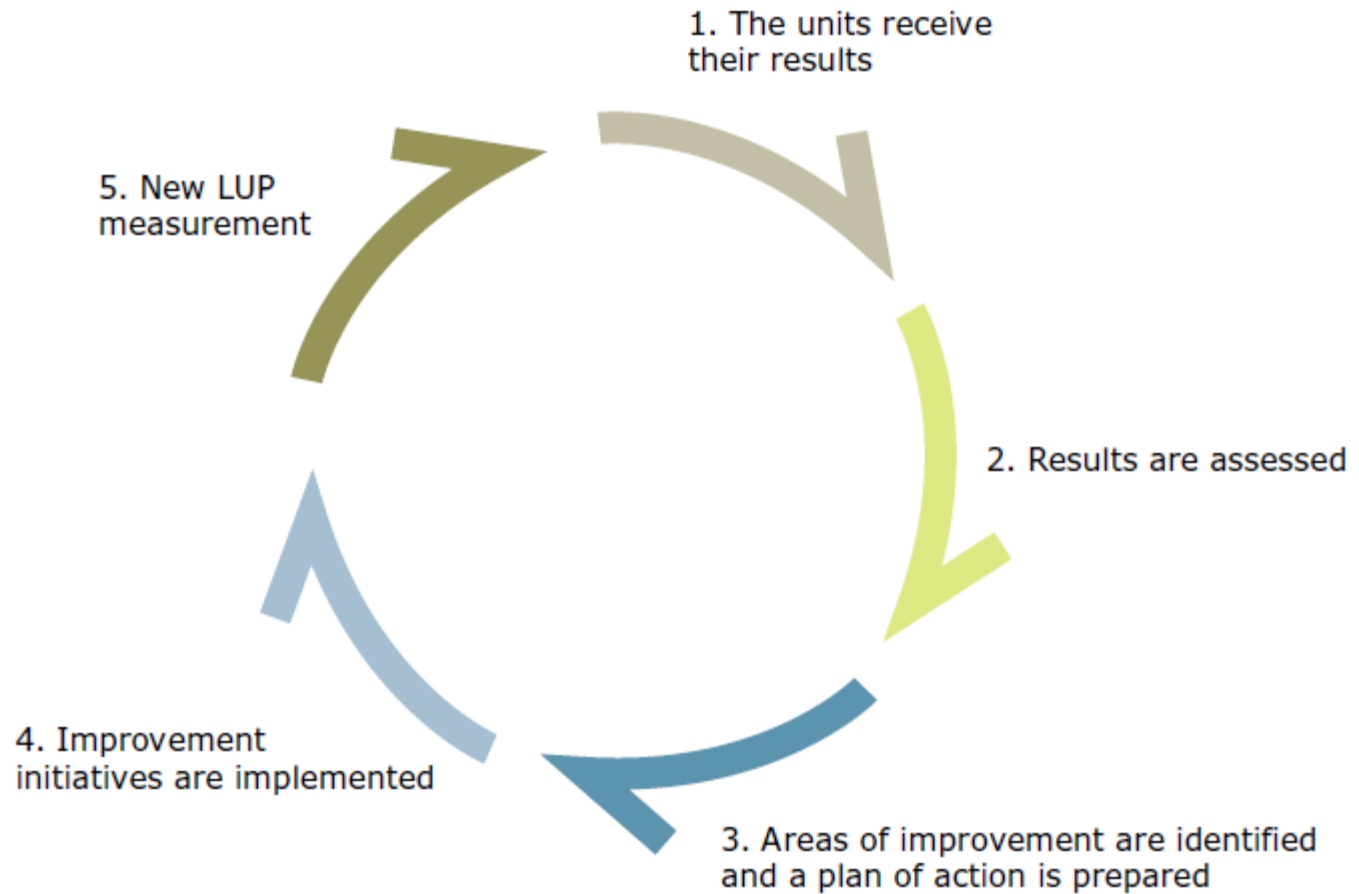 1. The units receive
their results
2. Results are assessed
3. Areas of improvement are identified
and a plan of action is prepared
4. Improvement
initiatives are implemented
5. New LUP
measurement